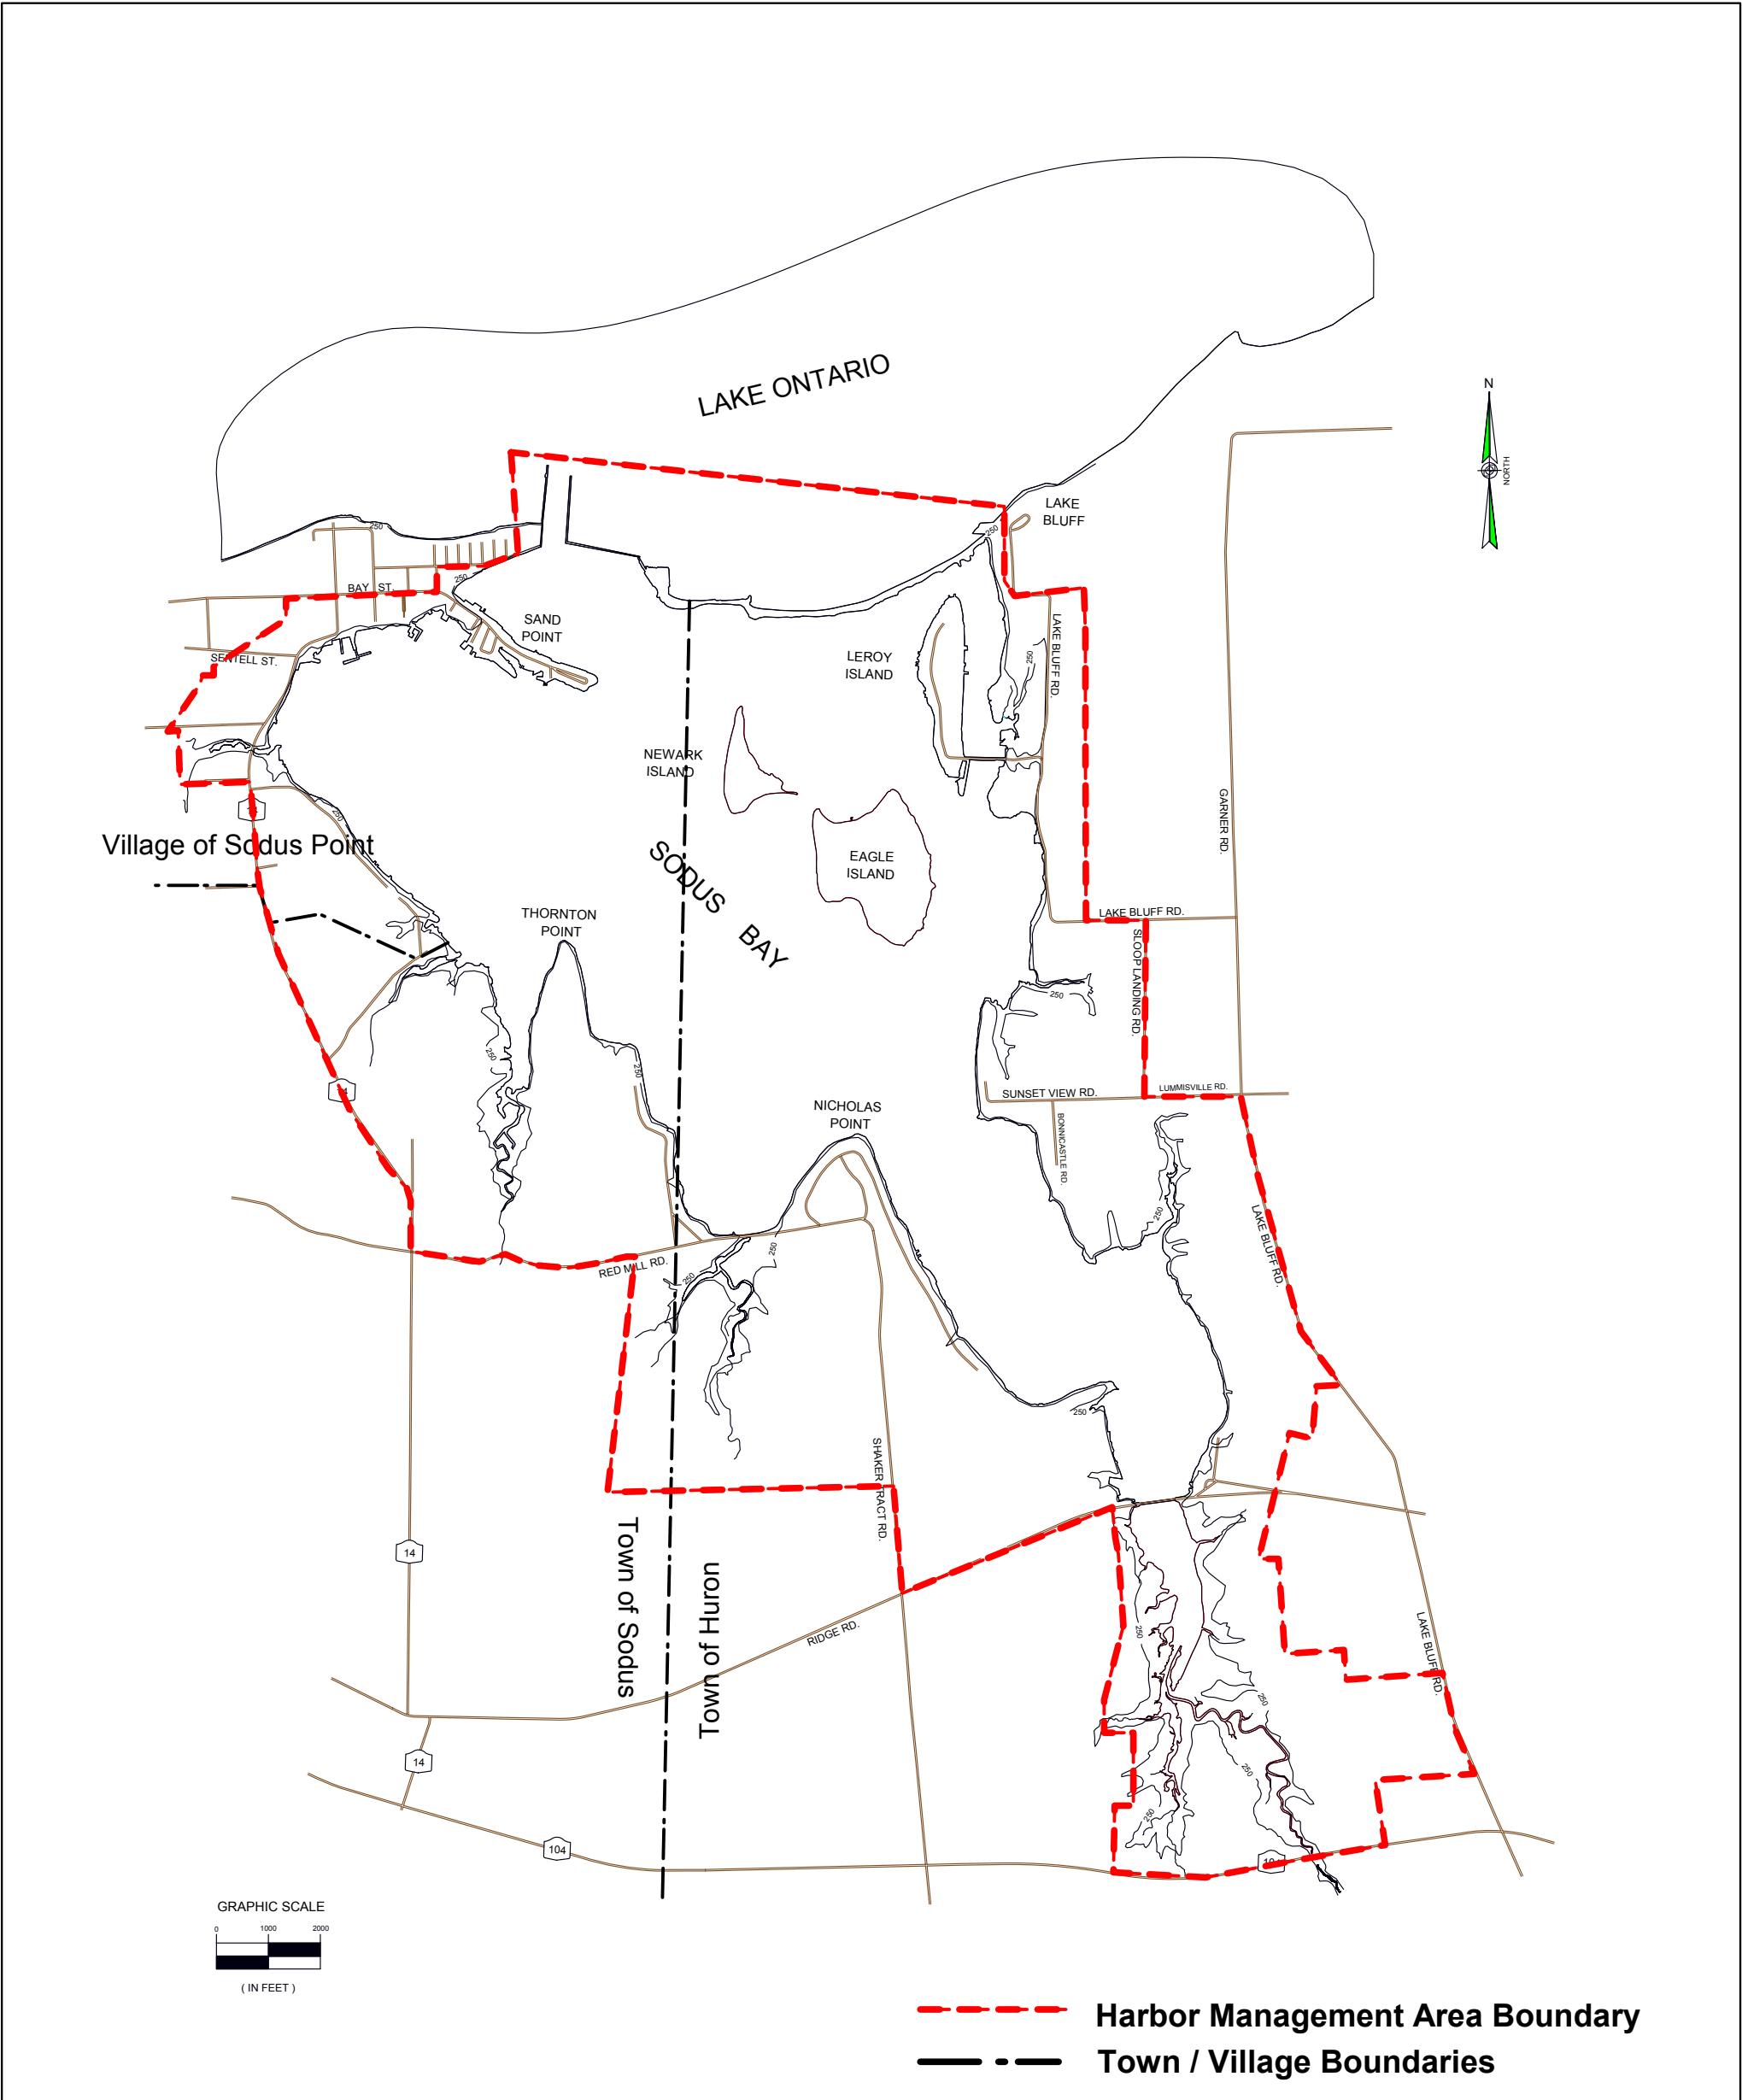 LAKE ONTARIO
N
NORTH
LAKE
BLUFF
250
250
250
BAY ST.
SAND
POINT
SENTELL ST.
LEROY
ISLAND
250
LAKE BLUFF RD.
NEWARK
ISLAND
14
250
Village of Sodus Point
GARNER RD.
SODUS BAY
EAGLE
ISLAND
THORNTON
POINT
LAKE BLUFF RD.
SLOOP LANDING RD.
250
250
250
14
SUNSET VIEW RD.
LUMMISVILLE RD.
NICHOLAS
POINT
BONNICASTLE RD.
250
LAKE BLUFF RD.
RED MILL RD.
250
250
250
SHAKER TRACT RD.
14
Town of Sodus
Town of Huron
RIDGE RD.
250
LAKE BLUFF RD.
250
14
250
250
104
104
GRAPHIC SCALE
0 1000 2000
( IN FEET )
Harbor Management Area Boundary
Town / Village Boundaries